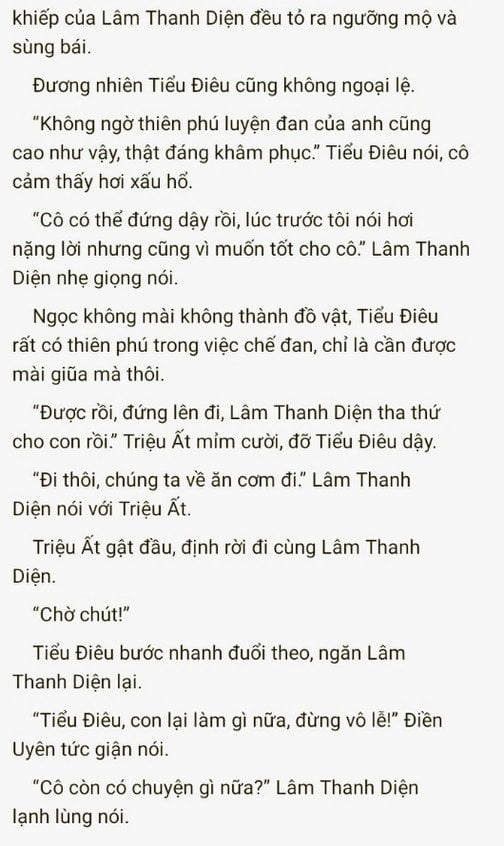 khiếp của Lâm Thanh Diện đều tỏ ra ngưỡng mộ và
sùng bái.
Đương nhiên Tiểu Điêu cũng không ngoại lệ.
“Không ngờ thiên phú luyện đan của anh cũng
cao như vậy, thật đáng khâm phục.” Tiểu Điêu nói, cô
cảm thấy hơi xấu hổ.
“Cô có thể đứng dậy rồi, lúc trước tôi nói hơi
nặng lời nhưng cũng vì muốn tốt cho cô.” Lâm Thanh
Diện nhẹ giọng nói.
Ngọc không mài không thành đồ vật, Tiểu Điêu
rất có thiên phú trong việc chế đan, chỉ là cần được
mài giũa mà thôi.
“Được rồi, đứng lên đi, Lâm Thanh Diện tha thứ
cho con rồi.” Triệu Ất mỉm cười, đỡ Tiểu Điêu dậy.
“Đi thôi, chúng ta về ăn cơm đi.” Lâm Thanh
Diện nói với Triệu Ất.
Triệu Ất gật đầu, định rời đi cùng Lâm Thanh
Diện.
“Chờ chút!”
Tiểu Điêu bước nhanh đuổi theo, ngăn Lâm
Thanh Diện lại.
“Tiểu Điêu, con lại làm gì nữa, đừng vô lễ!” Điền
Uyên tức giận nói.
“Cô còn có chuyện gì nữa?” Lâm Thanh Diện
lạnh lùng nói.